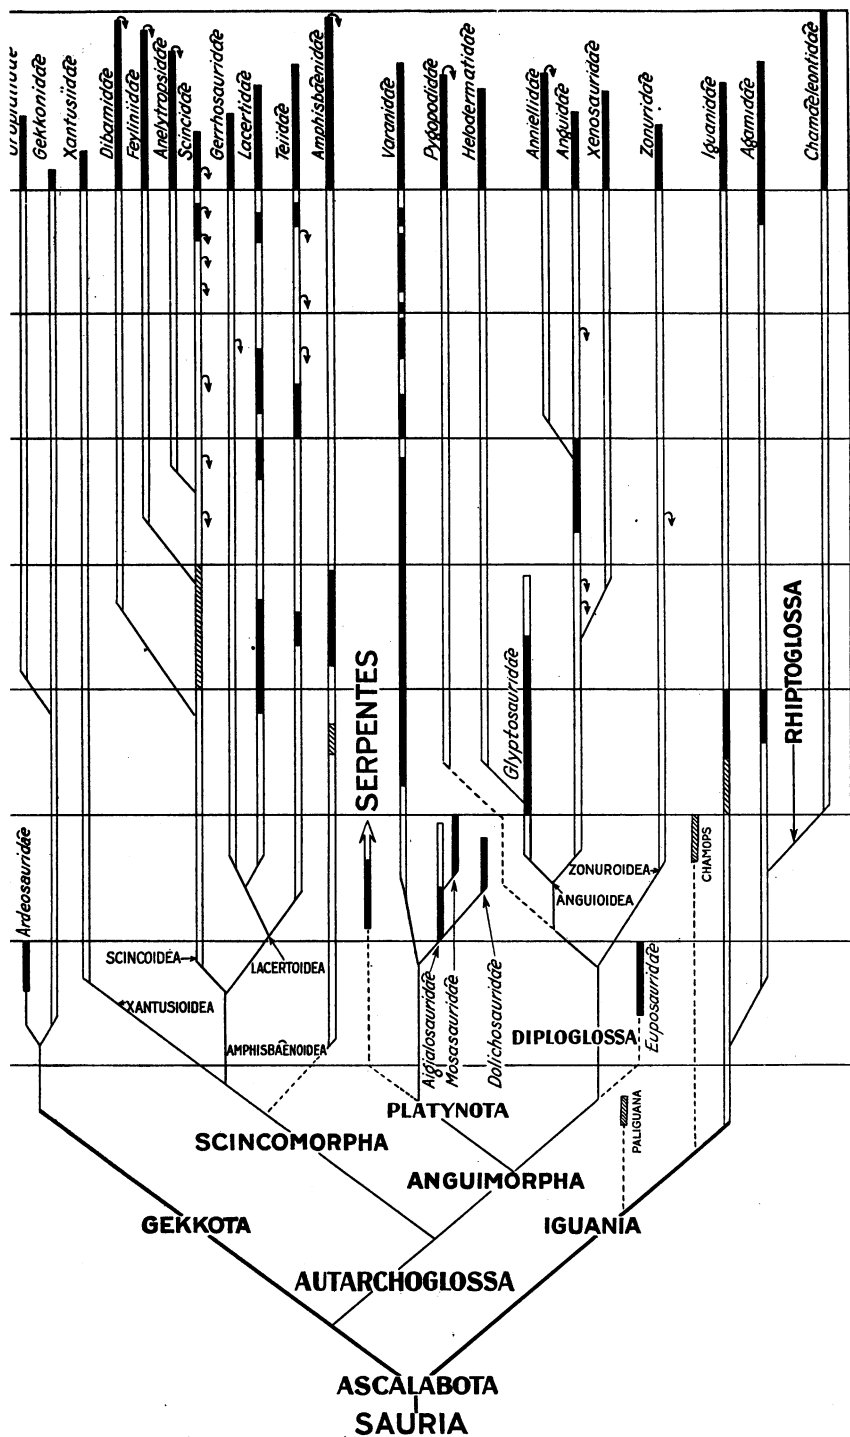 Gekkonidae
Xantusiidae
Dibamidae
Feyliniidae
Anelytropsidae
Scincidae
Gerrhosauridae
Lacertidae
Teiidae
Amphisbaenidae
Varanidae
Pygopodidae
Helodermatidae
Anniellidae
Anguidae
Xenosauridae
Zonuridae
Iguanidae
Agamidae
Chamaeleontidae
SERPENTES
Glyptosauridae
RHIPTOGLOSSA
Ardeosauridae
CHAMOPS
ZONUROIDEA
ANGUIOIDEA
SCINCOIDEA
LACERTOIDEA
XANTUSIOIDEA
AMPHISBAENOIDEA
Aigialosauridae
Mosasauridae
Dolichosauridae
DIPLOGLOSSA
Euposauridae
PALIGUANA
PLATYNOTA
SCINCOMORPHA
ANGUIMORPHA
GEKKOTA
IGUANIA
AUTARCHOGLOSSA
ASCALABOTA
SAURIA